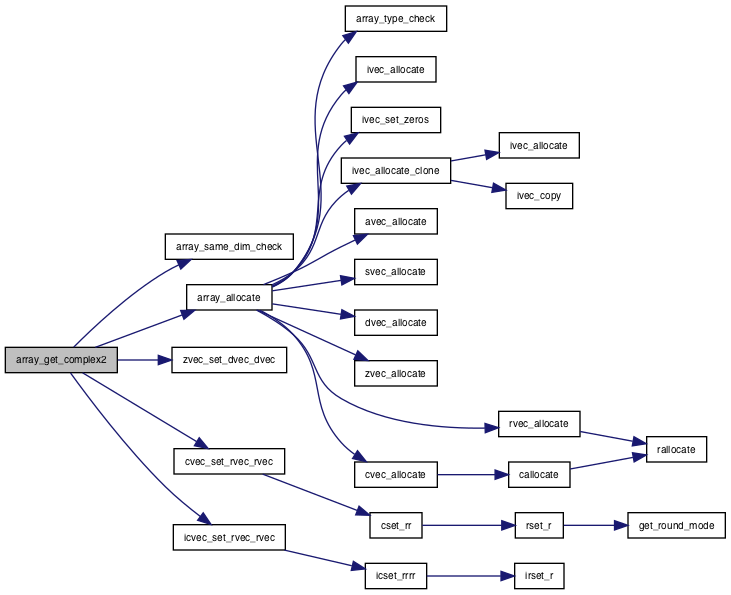 array_type_check
ivec_allocate
ivec_set_zeros
ivec_allocate_clone
ivec_allocate
ivec_copy
avec_allocate
array_same_dim_check
svec_allocate
array_allocate
dvec_allocate
array_get_complex2
zvec_set_dvec_dvec
zvec_allocate
rvec_allocate
rallocate
cvec_set_rvec_rvec
cvec_allocate
callocate
cset_rr
rset_r
get_round_mode
icvec_set_rvec_rvec
icset_rrrr
irset_r